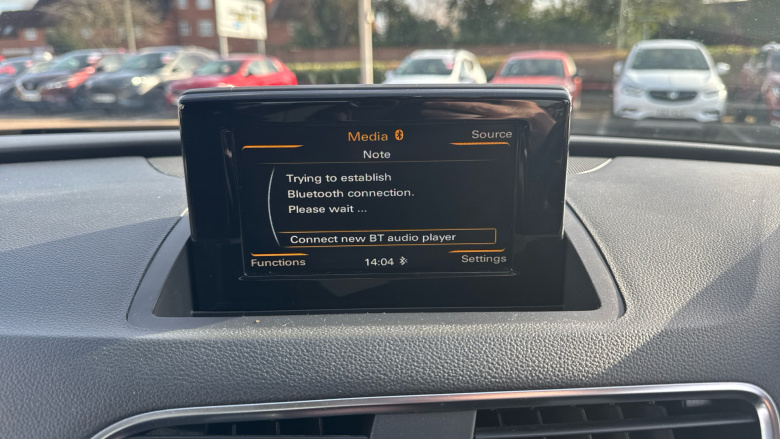 Media
Source
Note
Trying to establish
Bluetooth connection.
Please wait ...
Connect new BT audio player
Functions
14:04
Settings